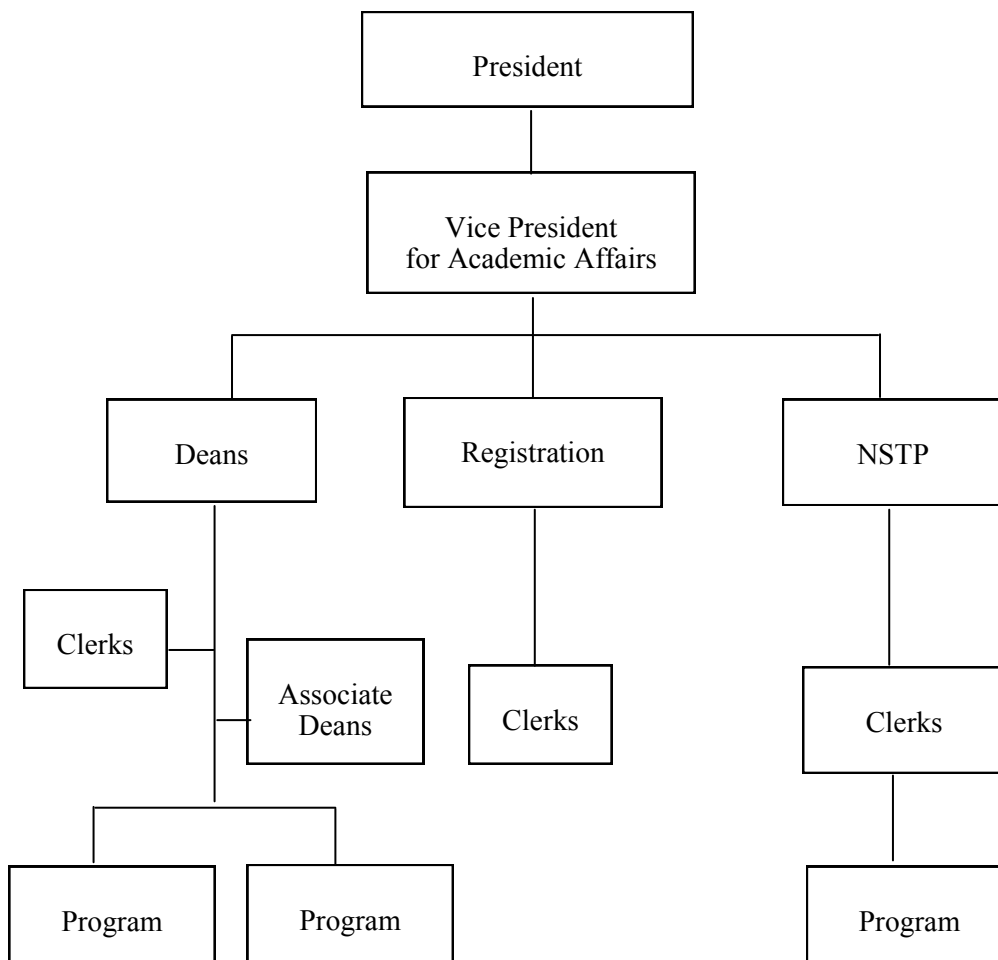 President
Vice President
for Academic Affairs
Deans
Registration
NSTP
Clerks
Associate
Deans
Clerks
Clerks
Program
Program
Program